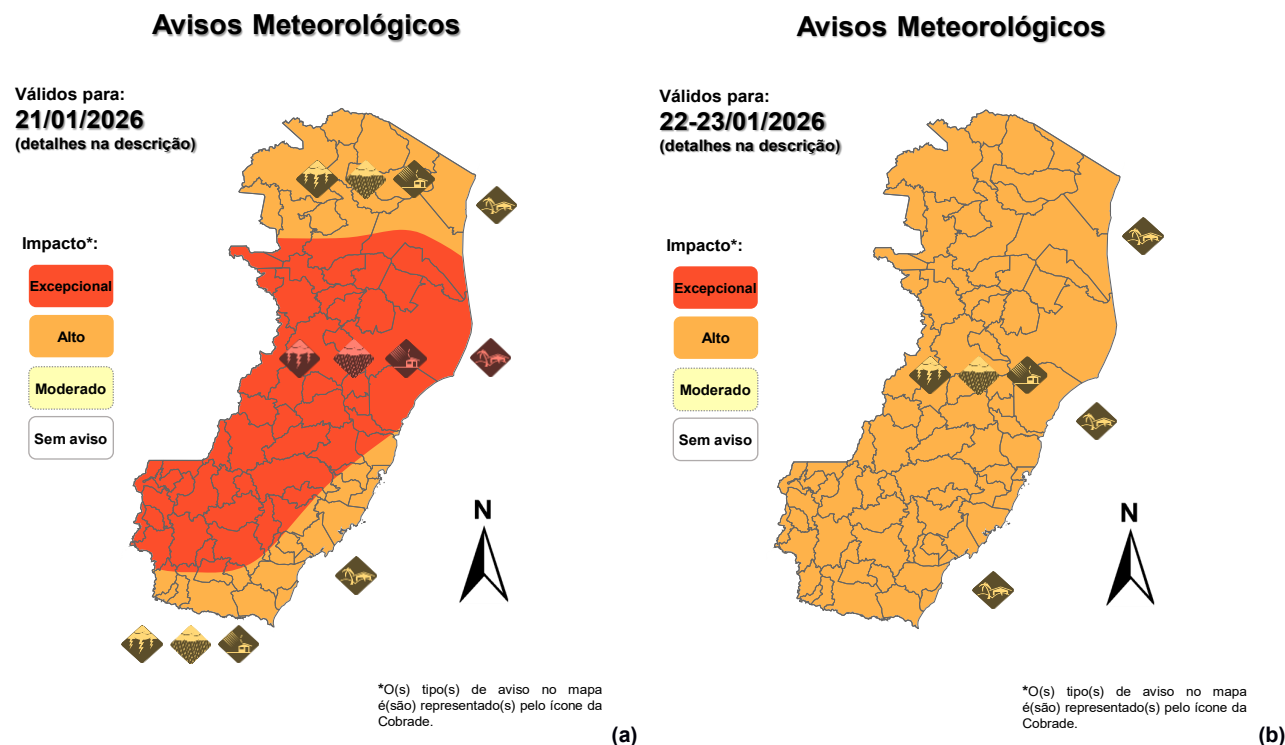 Avisos Meteorológicos
Válidos para:
21/01/2026
(detalhes na descrição)
Impacto*:
Excepcional
Alto
Moderado
Sem aviso
N
*O(s) tipo(s) de aviso no mapa
é(são) representado(s) pelo ícone da
Cobrade.
(a)
Avisos Meteorológicos
Válidos para:
22-23/01/2026
(detalhes na descrição)
Impacto*:
Excepcional
Alto
Moderado
Sem aviso
N
*O(s) tipo(s) de aviso no mapa
é(são) representado(s) pelo ícone da
Cobrade.
(b)